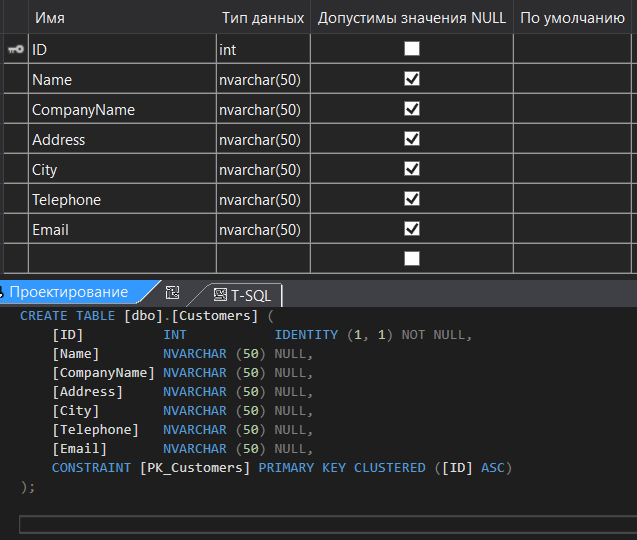 Имя Тип данных Допустимы значения NULL По умолчанию
ID int
Name nvarchar(50)
CompanyName nvarchar(50)
Address nvarchar(50)
City nvarchar(50)
Telephone nvarchar(50)
Email nvarchar(50)
Проектирование T-SQL
CREATE TABLE [dbo].[Customers] (
[ID] INT IDENTITY (1, 1) NOT NULL,
[Name] NVARCHAR (50) NULL,
[CompanyName] NVARCHAR (50) NULL,
[Address] NVARCHAR (50) NULL,
[City] NVARCHAR (50) NULL,
[Telephone] NVARCHAR (50) NULL,
[Email] NVARCHAR (50) NULL,
CONSTRAINT [PK_Customers] PRIMARY KEY CLUSTERED ([ID] ASC)
);